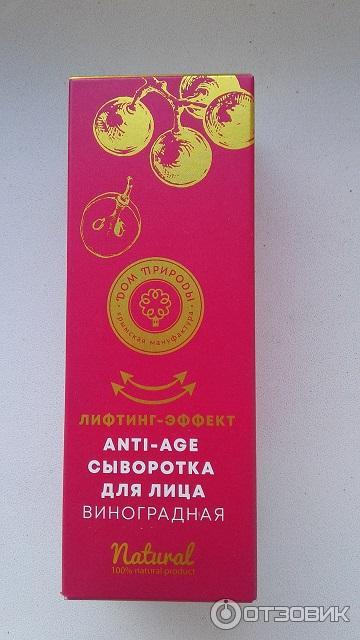 ДОМ ПРИРОДЫ
крымская мануфактура
ЛИФТИНГ-ЭФФЕКТ
ANTI-AGE
СЫВОРОТКА
ДЛЯ ЛИЦА
ВИНОГРАДНАЯ
Natural
100% natural product
ОТЗОВИК